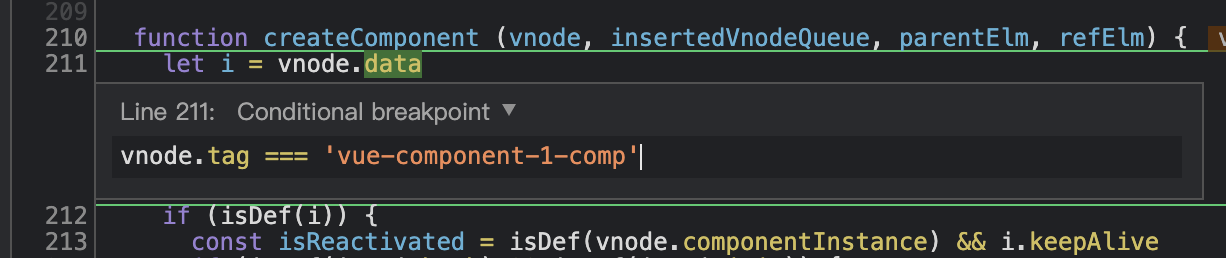 209
210 function createComponent (vnode, insertedVnodeQueue, parentElm, refElm) {
211 let i = vnode.data
Line 211: Conditional breakpoint ▼
vnode.tag === 'vue-component-1-comp'
212 if (isDef(i)) {
213 const isReactivated = isDef(vnode.componentInstance) && i.keepAlive